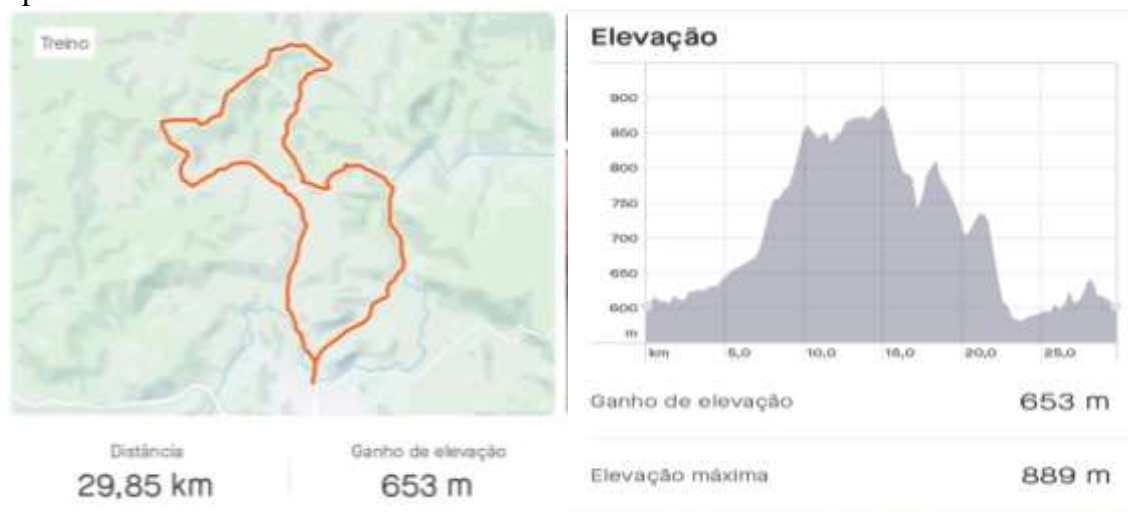 Treino
Distância
29,85 km
Ganho de elevação
653 m
Elevação
900
850
800
750
700
650
600
m
km
5,0
10,0
15,0
20,0
25,0
Ganho de elevação
653 m
Elevação máxima
889 m